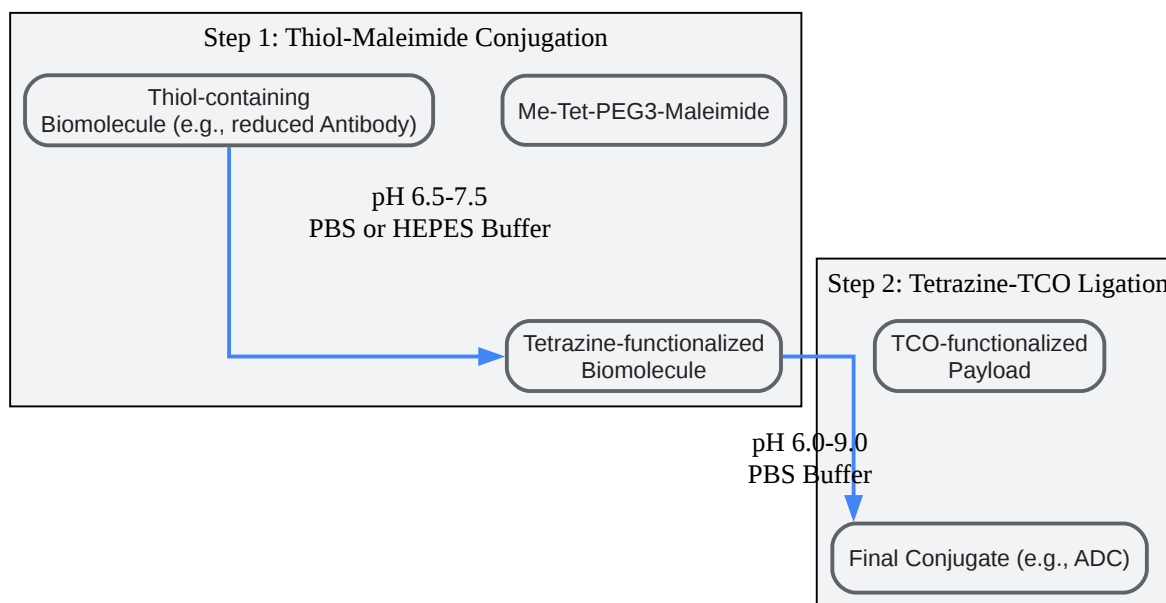 Step 1: Thiol-Maleimide Conjugation
Thiol-containing
Biomolecule (e.g., reduced Antibody)
Me-Tet-PEG3-Maleimide
pH 6.5-7.5
PBS or HEPES Buffer
Step 2: Tetrazine-TCO Ligation
Tetrazine-functionalized
Biomolecule
TCO-functionalized
Payload
pH 6.0-9.0
PBS Buffer
Final Conjugate (e.g., ADC)